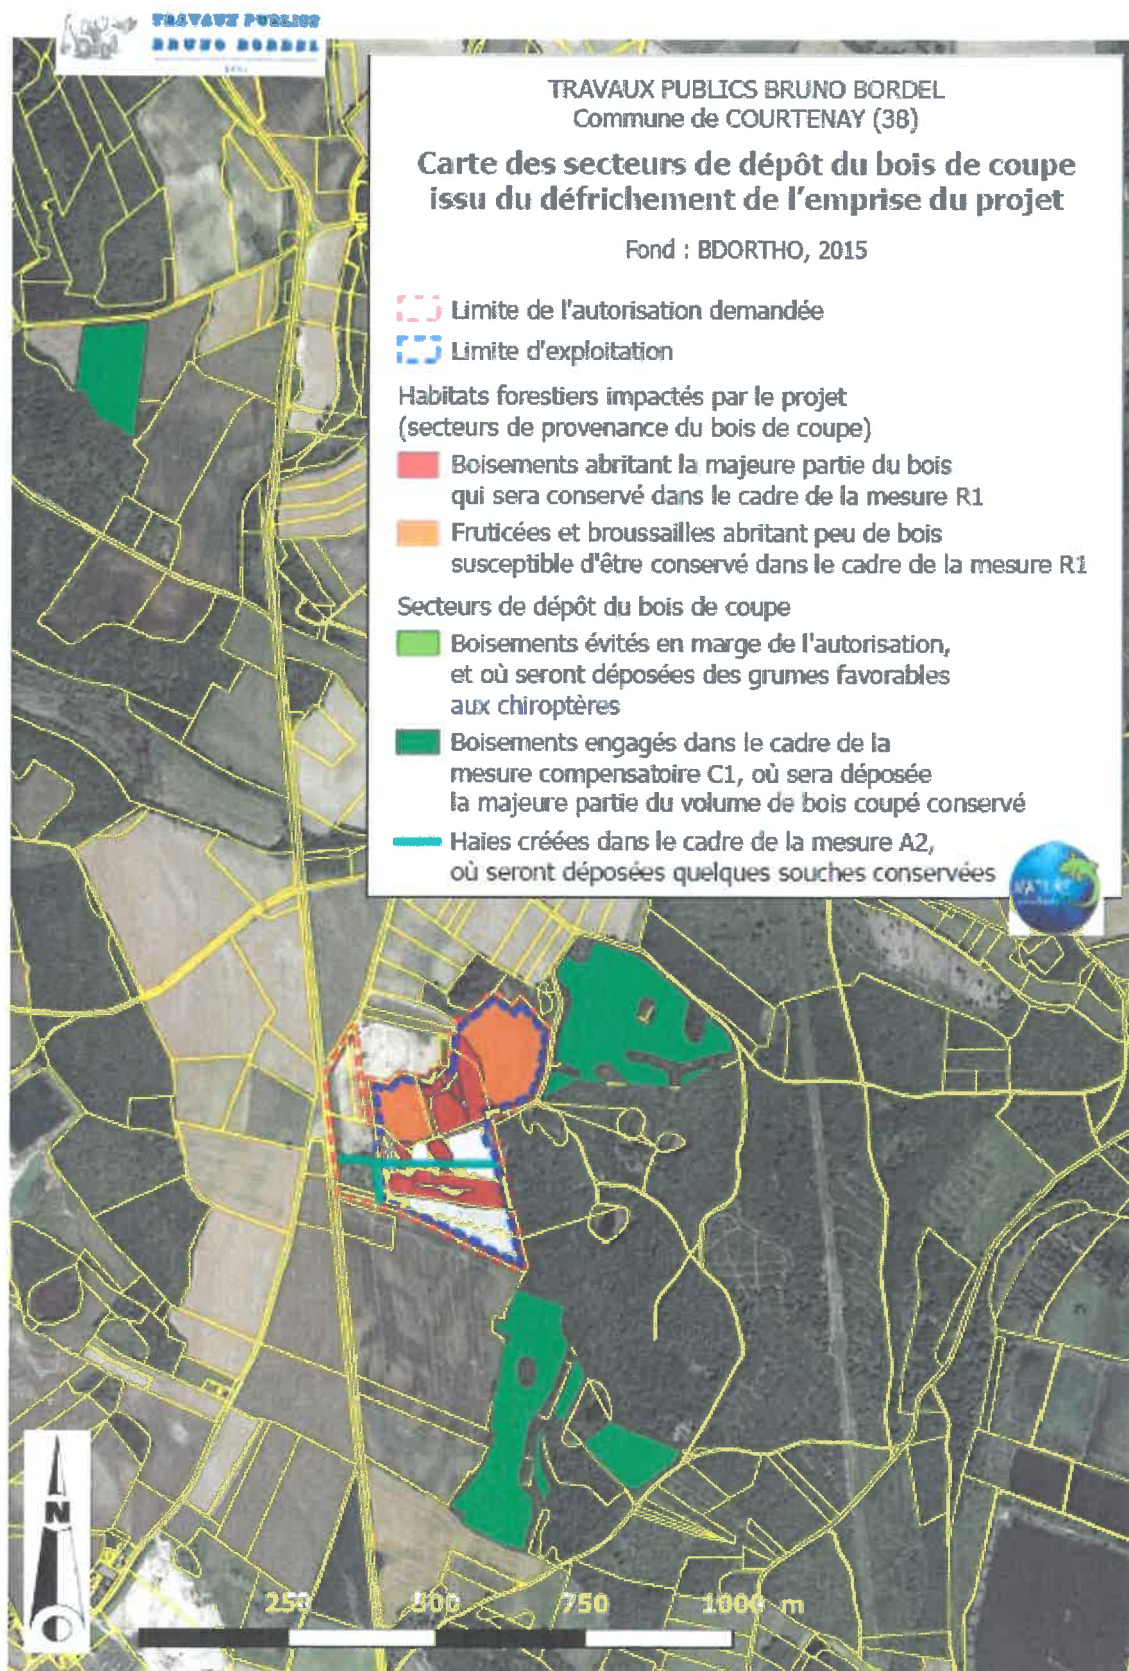 TRAVAUX PUBLICS
BRUNO BORDEL
TRAVAUX PUBLICS BRUNO BORDEL
Commune de COURTENAY (38)
Carte des secteurs de dépôt du bois de coupe
issu du défrichement de l'emprise du projet
Fond : BDORTHO, 2015
Limite de l'autorisation demandée
Limite d'exploitation
Habitats forestiers impactés par le projet
(secteurs de provenance du bois de coupe)
Boisements abritant la majeure partie du bois
qui sera conservé dans le cadre de la mesure R1
Fruticées et broussailles abritant peu de bois
susceptible d'être conservé dans le cadre de la mesure R1
Secteurs de dépôt du bois de coupe
Boisements évités en marge de l'autorisation,
et où seront déposées des grumes favorables
aux chiroptères
Boisements engagés dans le cadre de la
mesure compensatoire C1, où sera déposée
la majeure partie du volume de bois coupé conservé
Haies créées dans le cadre de la mesure A2,
où seront déposées quelques souches conservées
N
250 500 750 1000 m